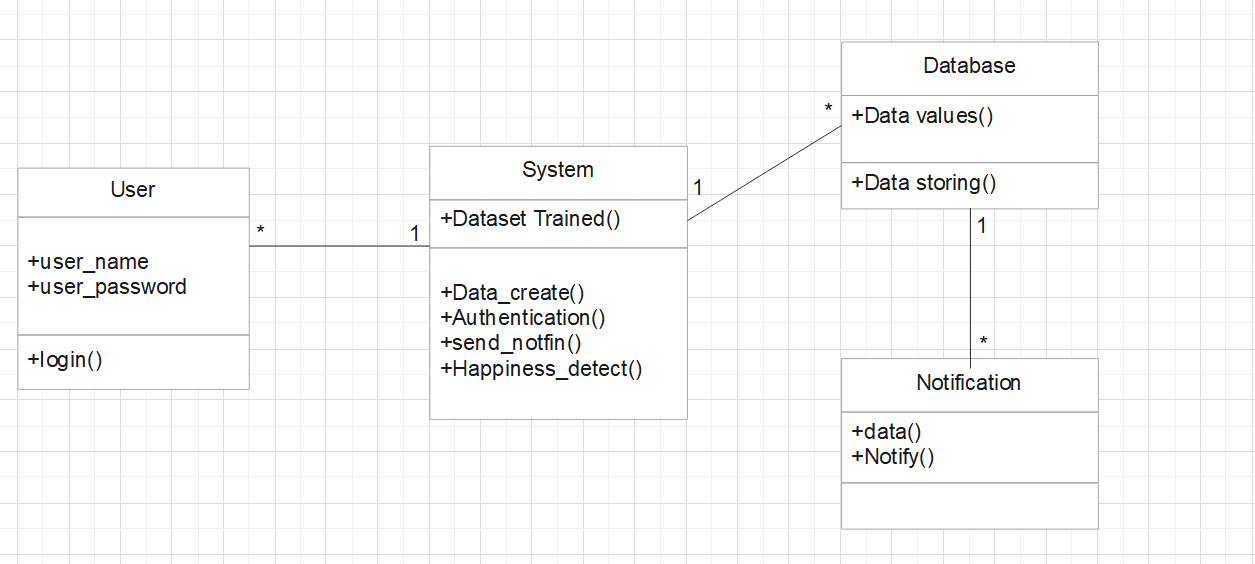 User
+user_name
+user_password
+login()
*
1
System
+Dataset Trained()
+Data_create()
+Authentication()
+send_notfin()
+Happiness_detect()
1
*
Database
+Data values()
+Data storing()
1
*
Notification
+data()
+Notify()